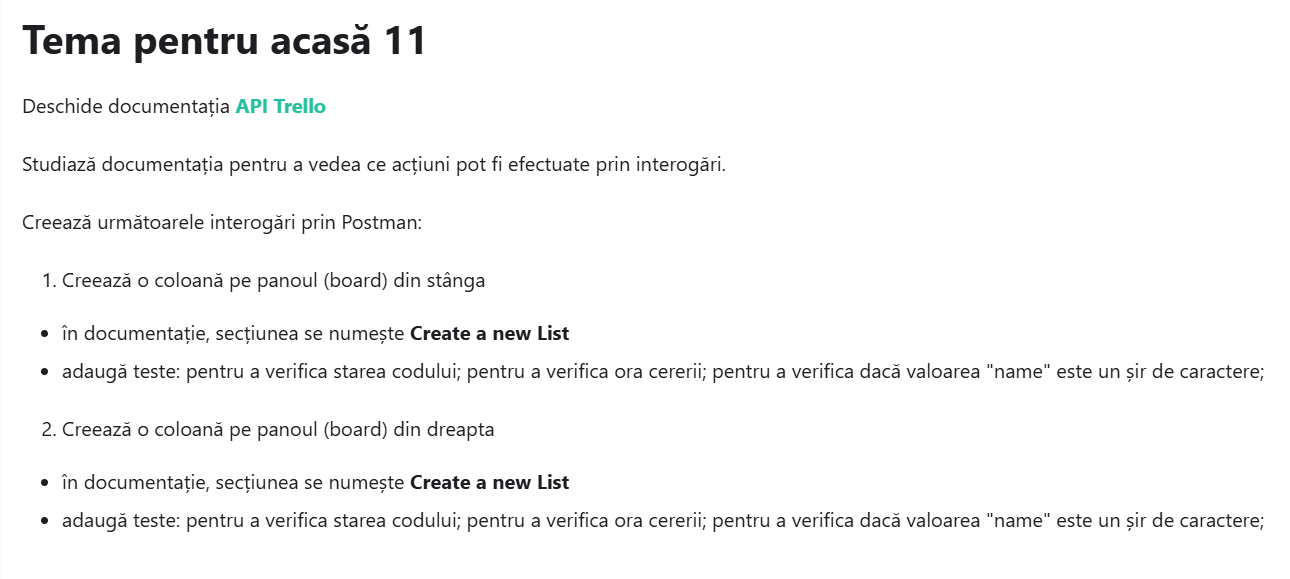 Tema pentru acasă 11
Deschide documentația API Trello
Studiază documentația pentru a vedea ce acțiuni pot fi efectuate prin interogări.
Creează următoarele interogări prin Postman:
1. Creează o coloană pe panoul (board) din stânga
• în documentație, secțiunea se numește Create a new List
• adaugă teste: pentru a verifica starea codului; pentru a verifica ora cererii; pentru a verifica dacă valoarea "name" este un șir de caractere;
2. Creează o coloană pe panoul (board) din dreapta
• în documentație, secțiunea se numește Create a new List
• adaugă teste: pentru a verifica starea codului; pentru a verifica ora cererii; pentru a verifica dacă valoarea "name" este un șir de caractere;